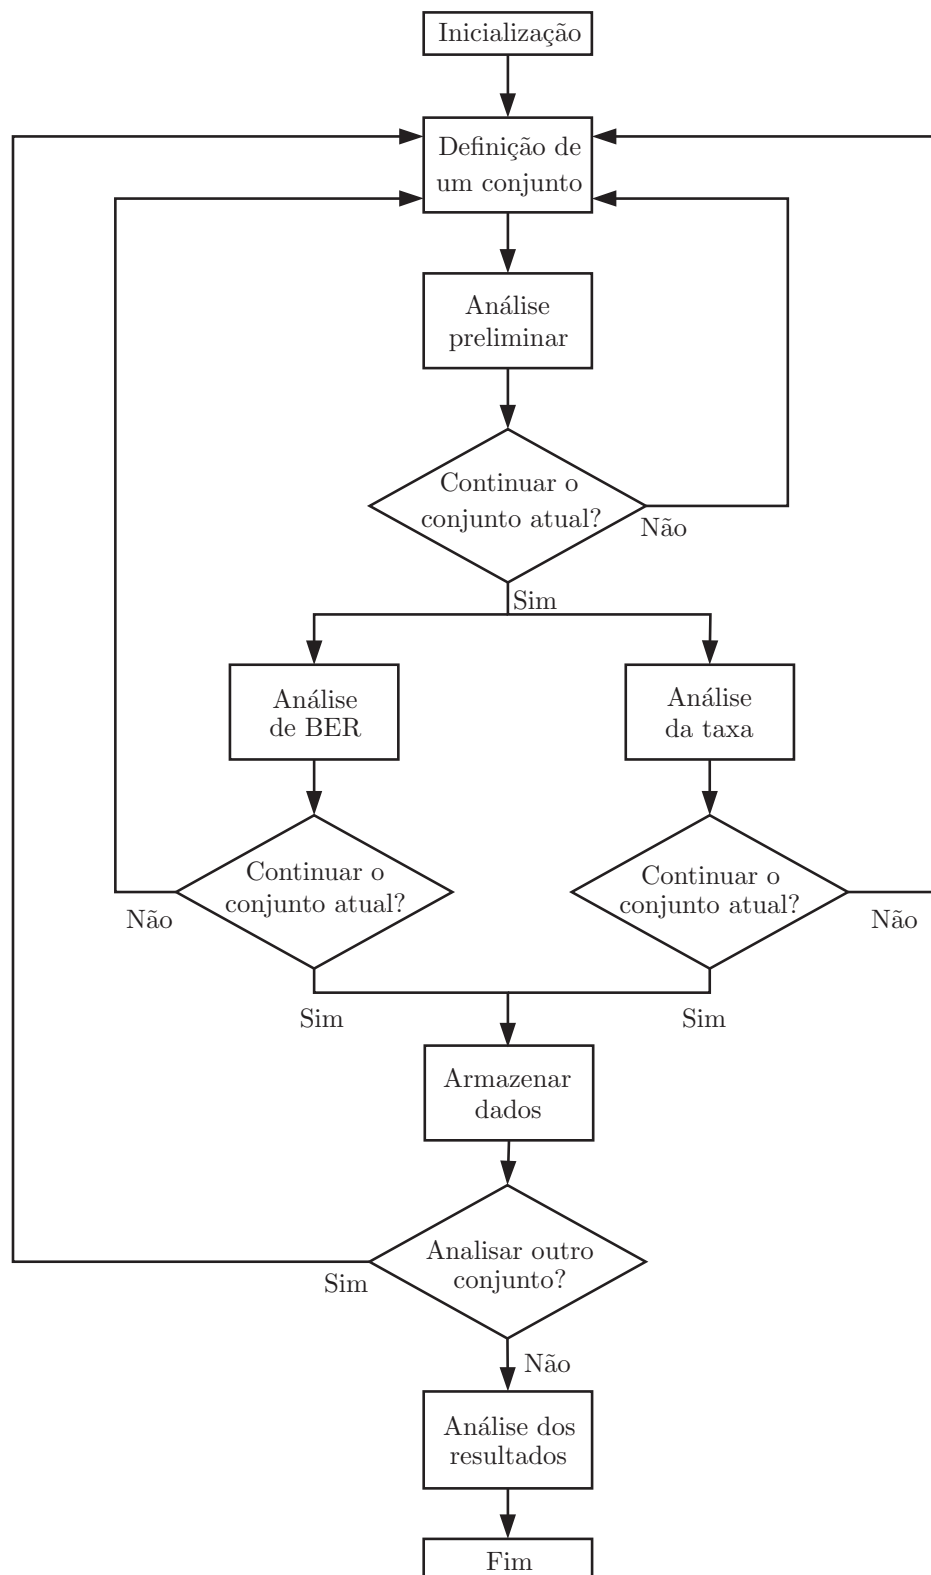 Inicialização
Definição de
um conjunto
Análise
preliminar
Continuar o
conjunto atual?
Não
Sim
Análise
de BER
Análise
da taxa
Continuar o
conjunto atual?
Não
Continuar o
conjunto atual?
Não
Sim
Sim
Armazenar
dados
Analisar outro
conjunto?
Sim
Não
Análise dos
resultados
Fim